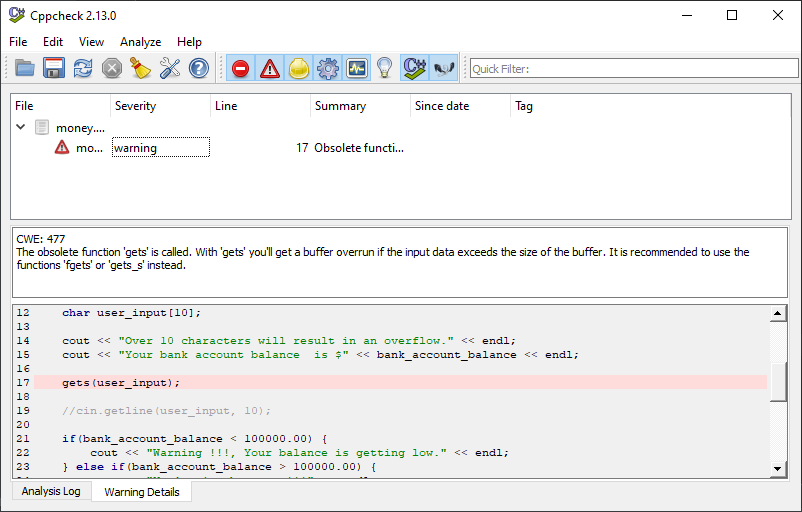 Cppcheck 2.13.0
File Edit View Analyze Help
Quick Filter:
File Severity Line Summary Since date Tag
money....
mo... warning 17 Obsolete functi...
CWE: 477
The obsolete function 'gets' is called. With 'gets' you'll get a buffer overrun if the input data exceeds the size of the buffer. It is recommended to use the
functions 'fgets' or 'gets_s' instead.
12 char user_input[10];
13
14 cout << "Over 10 characters will result in an overflow." << endl;
15 cout << "Your bank account balance  is $" << bank_account_balance << endl;
16
17 gets(user_input);
18
19 //cin.getline(user_input, 10);
20
21 if(bank_account_balance < 100000.00) {
22 cout << "Warning !!!, Your balance is getting low." << endl;
23 } else if(bank_account_balance > 100000.00) {
Analysis Log Warning Details